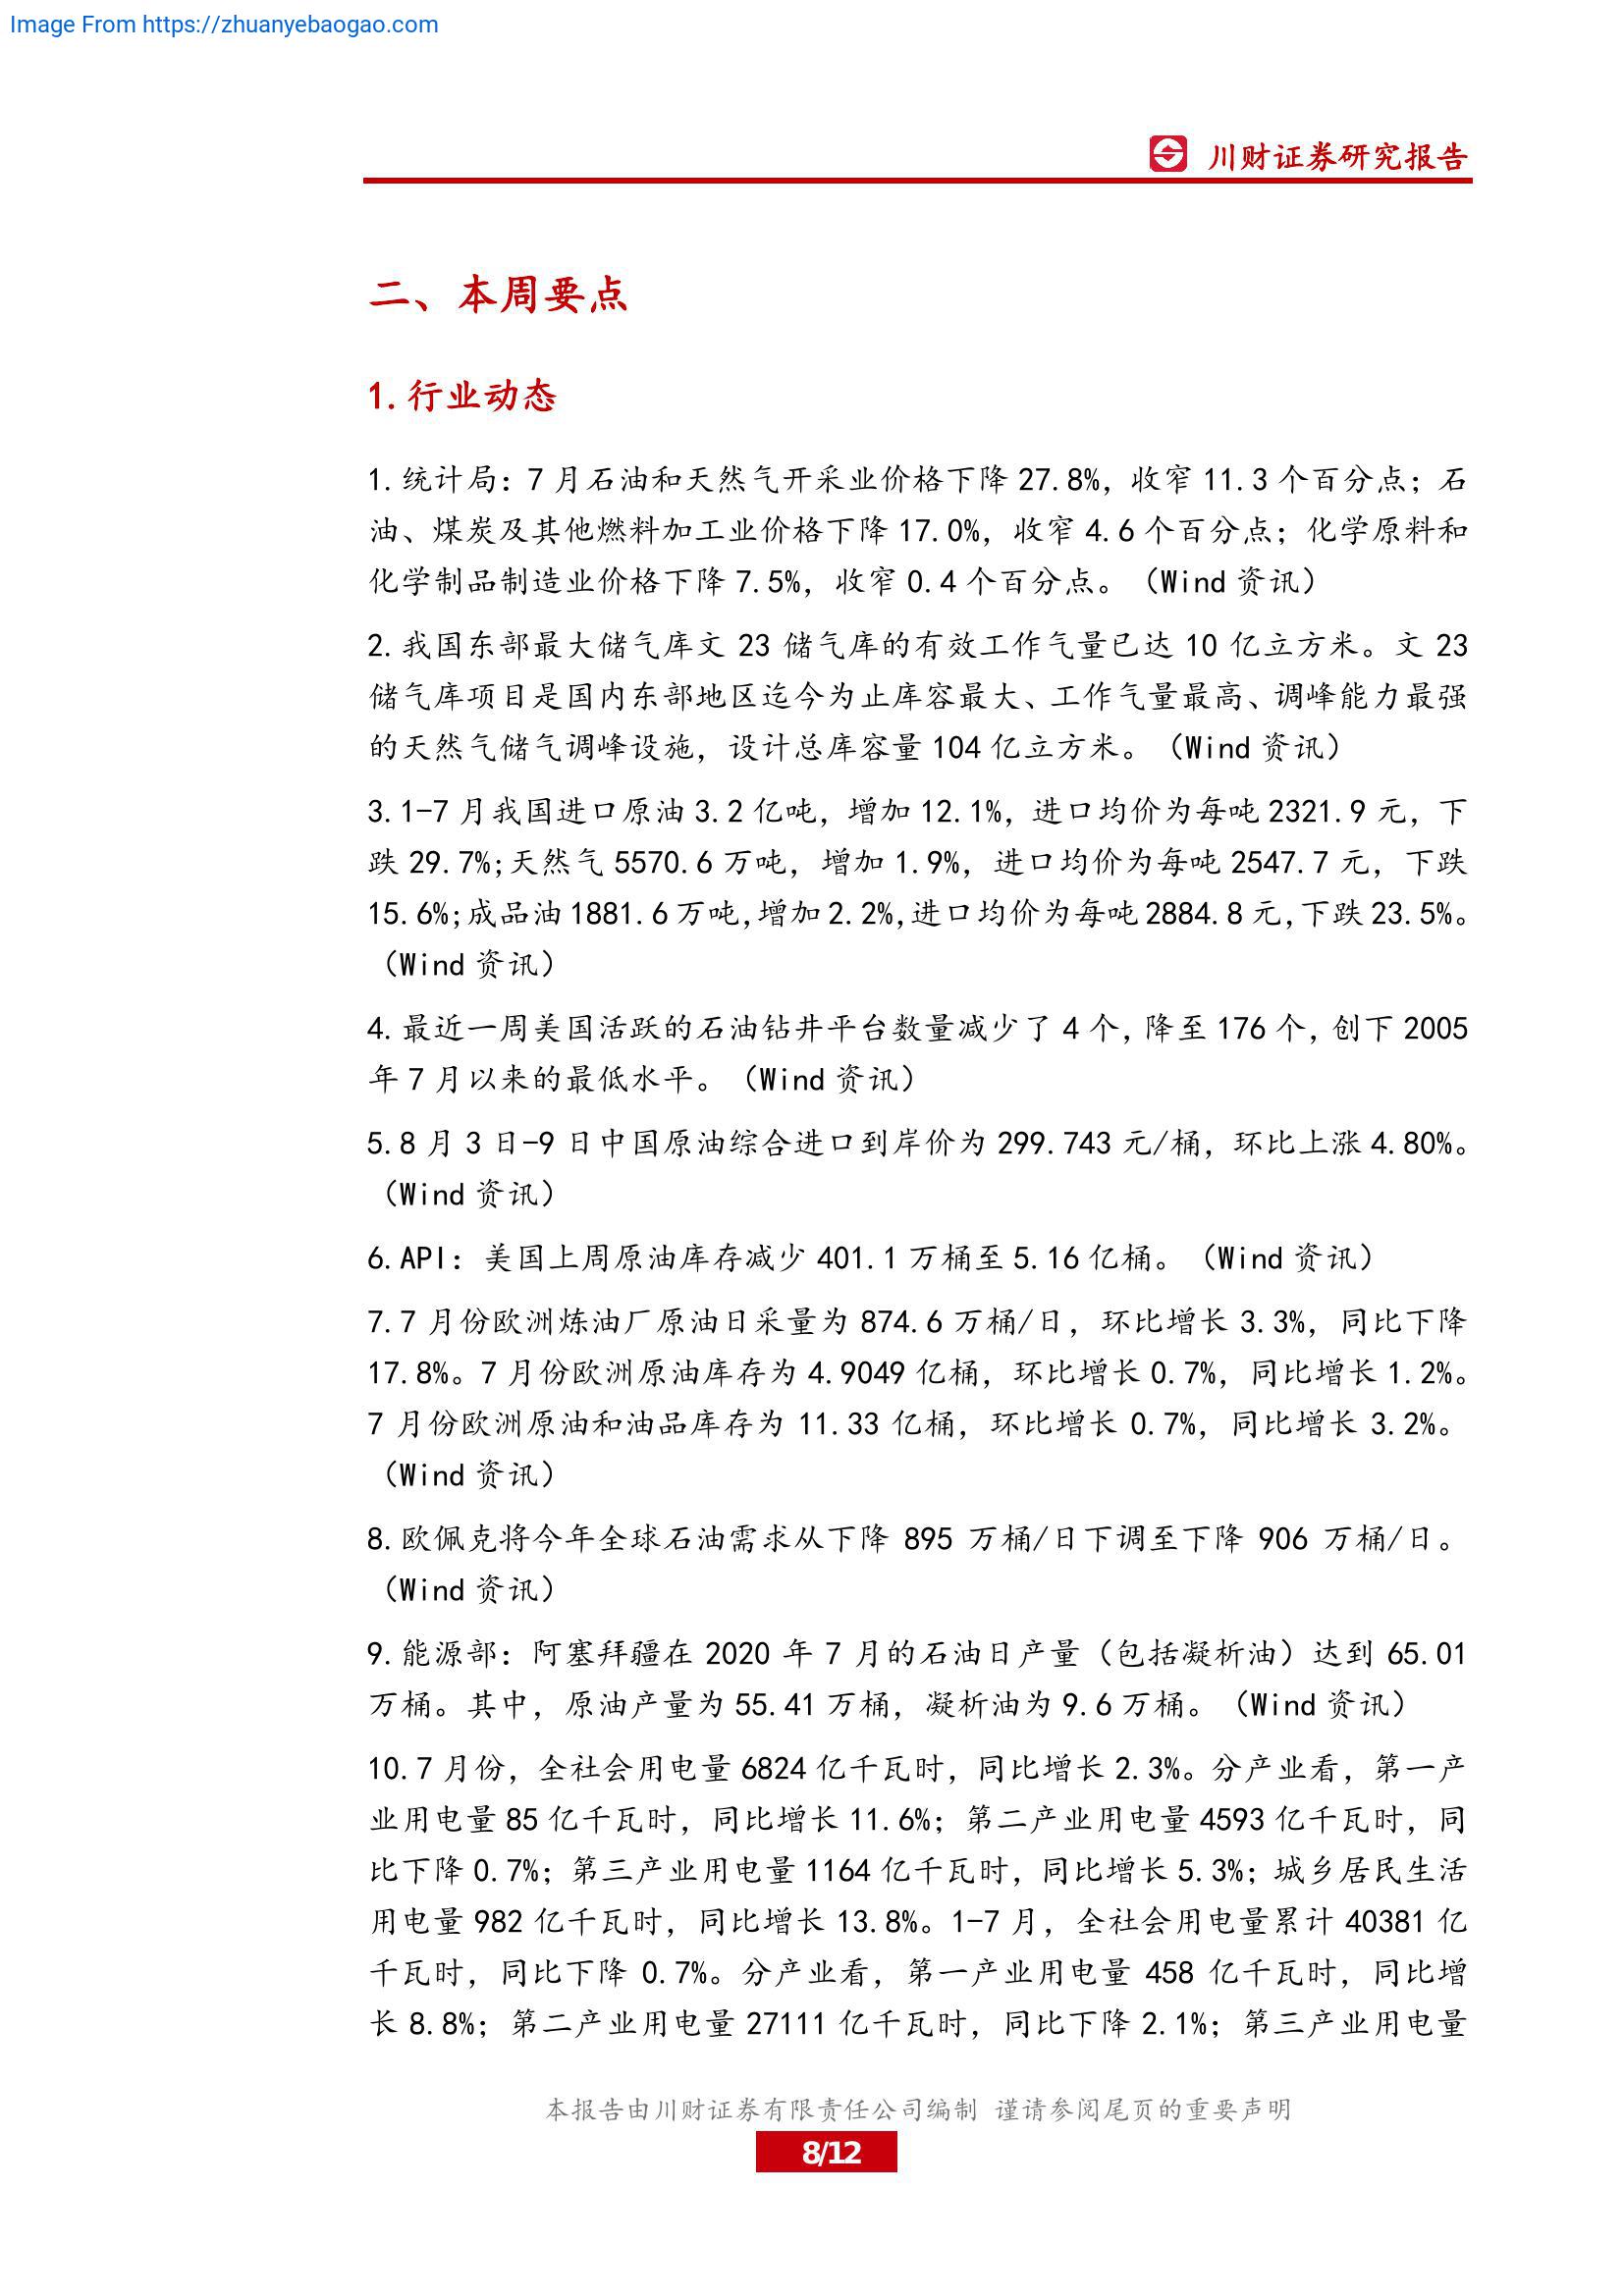 Image From https://zhuanyebaogao.com
川财证券研究报告
二、本周要点
1.行业动态
1.统计局：7 月石油和天然气开采业价格下降 27.8%，收窄 11.3 个百分点；石
油、煤炭及其他燃料加工业价格下降 17.0%，收窄 4.6 个百分点；化学原料和
化学制品制造业价格下降 7.5%，收窄 0.4 个百分点。（Wind 资讯）
2.我国东部最大储气库文 23 储气库的有效工作气量已达 10 亿立方米。文 23
储气库项目是国内东部地区迄今为止库容最大、工作气量最高、调峰能力最强
的天然气储气调峰设施，设计总库容量 104 亿立方米。（Wind 资讯）
3.1-7 月我国进口原油 3.2 亿吨，增加 12.1%，进口均价为每吨 2321.9 元，下
跌 29.7%;天然气 5570.6 万吨，增加 1.9%，进口均价为每吨 2547.7 元，下跌
15.6%;成品油 1881.6 万吨,增加 2.2%,进口均价为每吨 2884.8 元,下跌 23.5%。
（Wind 资讯）
4.最近一周美国活跃的石油钻井平台数量减少了 4 个,降至 176 个,创下 2005
年 7 月以来的最低水平。（Wind 资讯）
5.8 月 3 日-9 日中国原油综合进口到岸价为 299.743 元/桶，环比上涨 4.80%。
（Wind 资讯）
6.API：美国上周原油库存减少 401.1 万桶至 5.16 亿桶。（Wind 资讯）
7.7 月份欧洲炼油厂原油日采量为 874.6 万桶/日，环比增长 3.3%，同比下降
17.8%。7 月份欧洲原油库存为 4.9049 亿桶，环比增长 0.7%，同比增长 1.2%。
7 月份欧洲原油和油品库存为 11.33 亿桶，环比增长 0.7%，同比增长 3.2%。
（Wind 资讯）
8.欧佩克将今年全球石油需求从下降 895 万桶/日下调至下降 906 万桶/日。
（Wind 资讯）
9.能源部：阿塞拜疆在 2020 年 7 月的石油日产量（包括凝析油）达到 65.01
万桶。其中，原油产量为 55.41 万桶，凝析油为 9.6 万桶。（Wind 资讯）
10.7 月份，全社会用电量 6824 亿千瓦时，同比增长 2.3%。分产业看，第一产
业用电量 85 亿千瓦时，同比增长 11.6%；第二产业用电量 4593 亿千瓦时，同
比下降 0.7%；第三产业用电量 1164 亿千瓦时，同比增长 5.3%；城乡居民生活
用电量 982 亿千瓦时，同比增长 13.8%。1-7 月，全社会用电量累计 40381 亿
千瓦时，同比下降 0.7%。分产业看，第一产业用电量 458 亿千瓦时，同比增
长 8.8%；第二产业用电量 27111 亿千瓦时，同比下降 2.1%；第三产业用电量
本报告由川财证券有限责任公司编制 谨请参阅尾页的重要声明
8/12